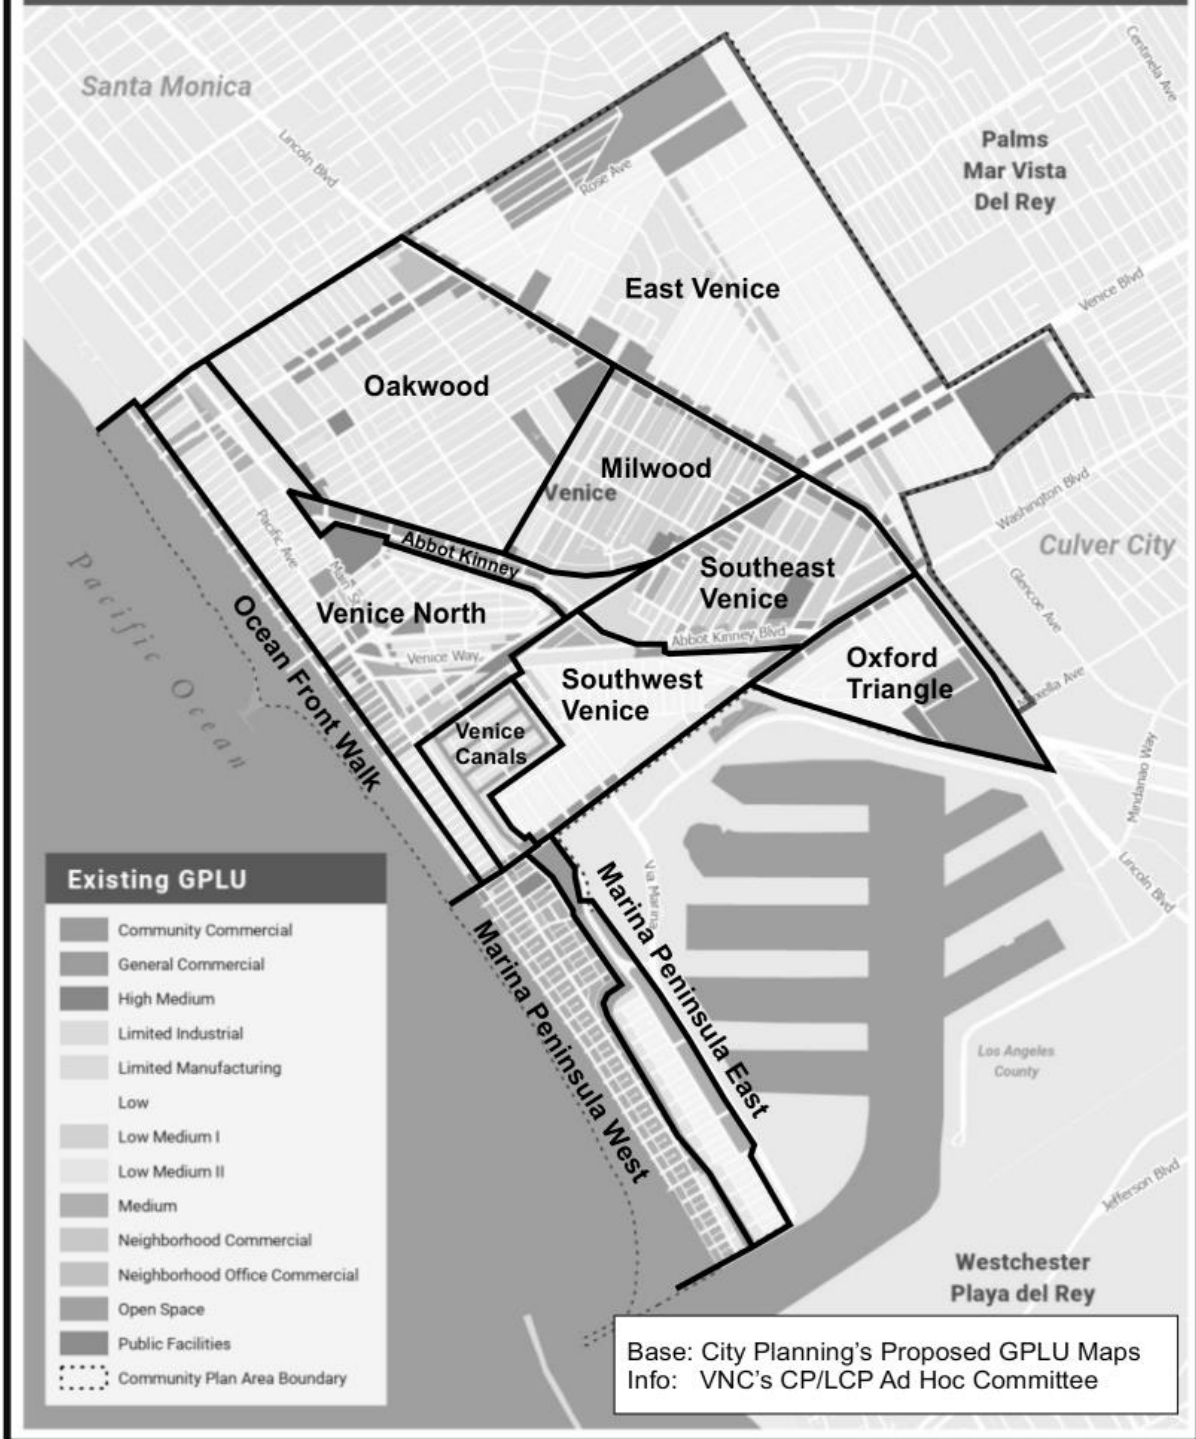 Santa Monica
Lincoln Blvd
Centinela Ave
Palms
Mar Vista
Del Rey
Rose Ave
East Venice
Venice Blvd
Oakwood
Milwood
Venice
Washington Blvd
Culver City
Abbot Kinney
Pacific Ave
Main St
Southeast
Venice
Glencoe Ave
Pacific Ocean
Ocean Front Walk
Venice North
Abbot Kinney Blvd
Venice Way
Oxford
Triangle
Southwest
Venice
Venice
Canals
Mindanao Way
Lincoln Blvd
Via Marina
Marina Peninsula East
Marina Peninsula West
Los Angeles
County
Jefferson Blvd
Westchester
Playa del Rey
Existing GPLU
Community Commercial
General Commercial
High Medium
Limited Industrial
Limited Manufacturing
Low
Low Medium I
Low Medium II
Medium
Neighborhood Commercial
Neighborhood Office Commercial
Open Space
Public Facilities
Community Plan Area Boundary
Base: City Planning's Proposed GPLU Maps
Info: VNC's CP/LCP Ad Hoc Committee